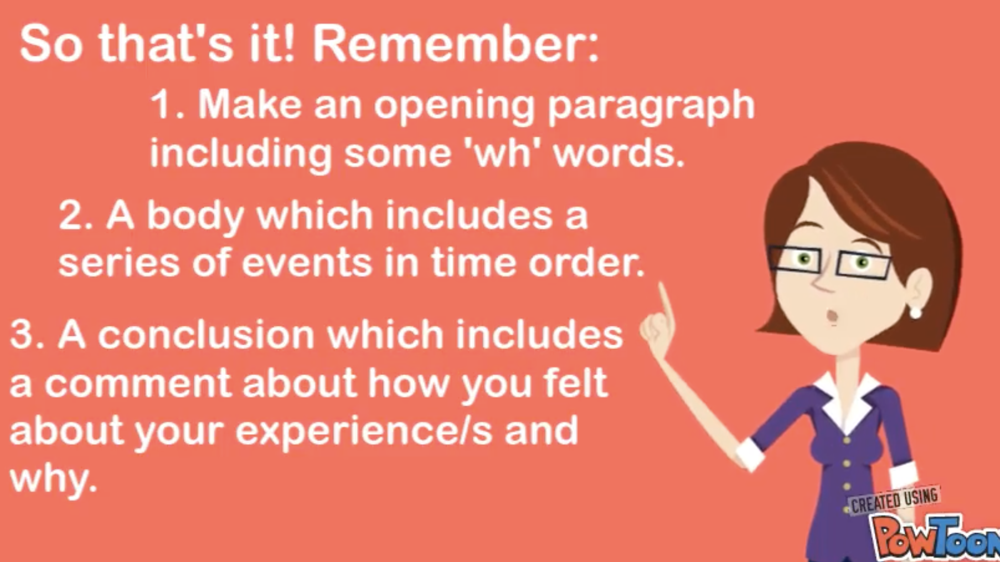 So that's it! Remember:
1. Make an opening paragraph
including some 'wh' words.
2. A body which includes a
series of events in time order.
3. A conclusion which includes
a comment about how you felt
about your experience/s and
why.
CREATED USING
POWTOON